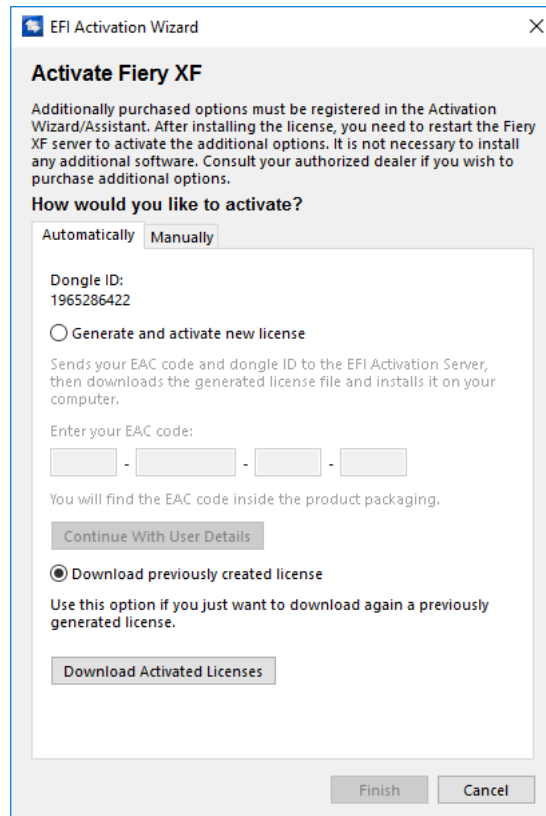 EFI Activation Wizard
Activate Fiery XF
Additionally purchased options must be registered in the Activation
Wizard/Assistant. After installing the license, you need to restart the Fiery
XF server to activate the additional options. It is not necessary to install
any additional software. Consult your authorized dealer if you wish to
purchase additional options.
How would you like to activate?
Automatically Manually
Dongle ID:
1965286422
Generate and activate new license
Sends your EAC code and dongle ID to the EFI Activation Server,
then downloads the generated license file and installs it on your
computer.
Enter your EAC code:
- - -
You will find the EAC code inside the product packaging.
Continue With User Details
Download previously created license
Use this option if you just want to download again a previously
generated license.
Download Activated Licenses
Finish Cancel